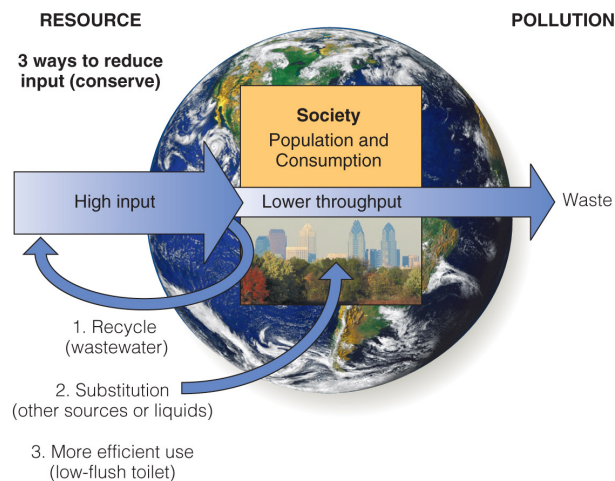 RESOURCE
POLLUTION
3 ways to reduce
input (conserve)
Society
Population and
Consumption
High input
Lower throughput
Waste
1. Recycle
(wastewater)
2. Substitution
(other sources or liquids)
3. More efficient use
(low-flush toilet)